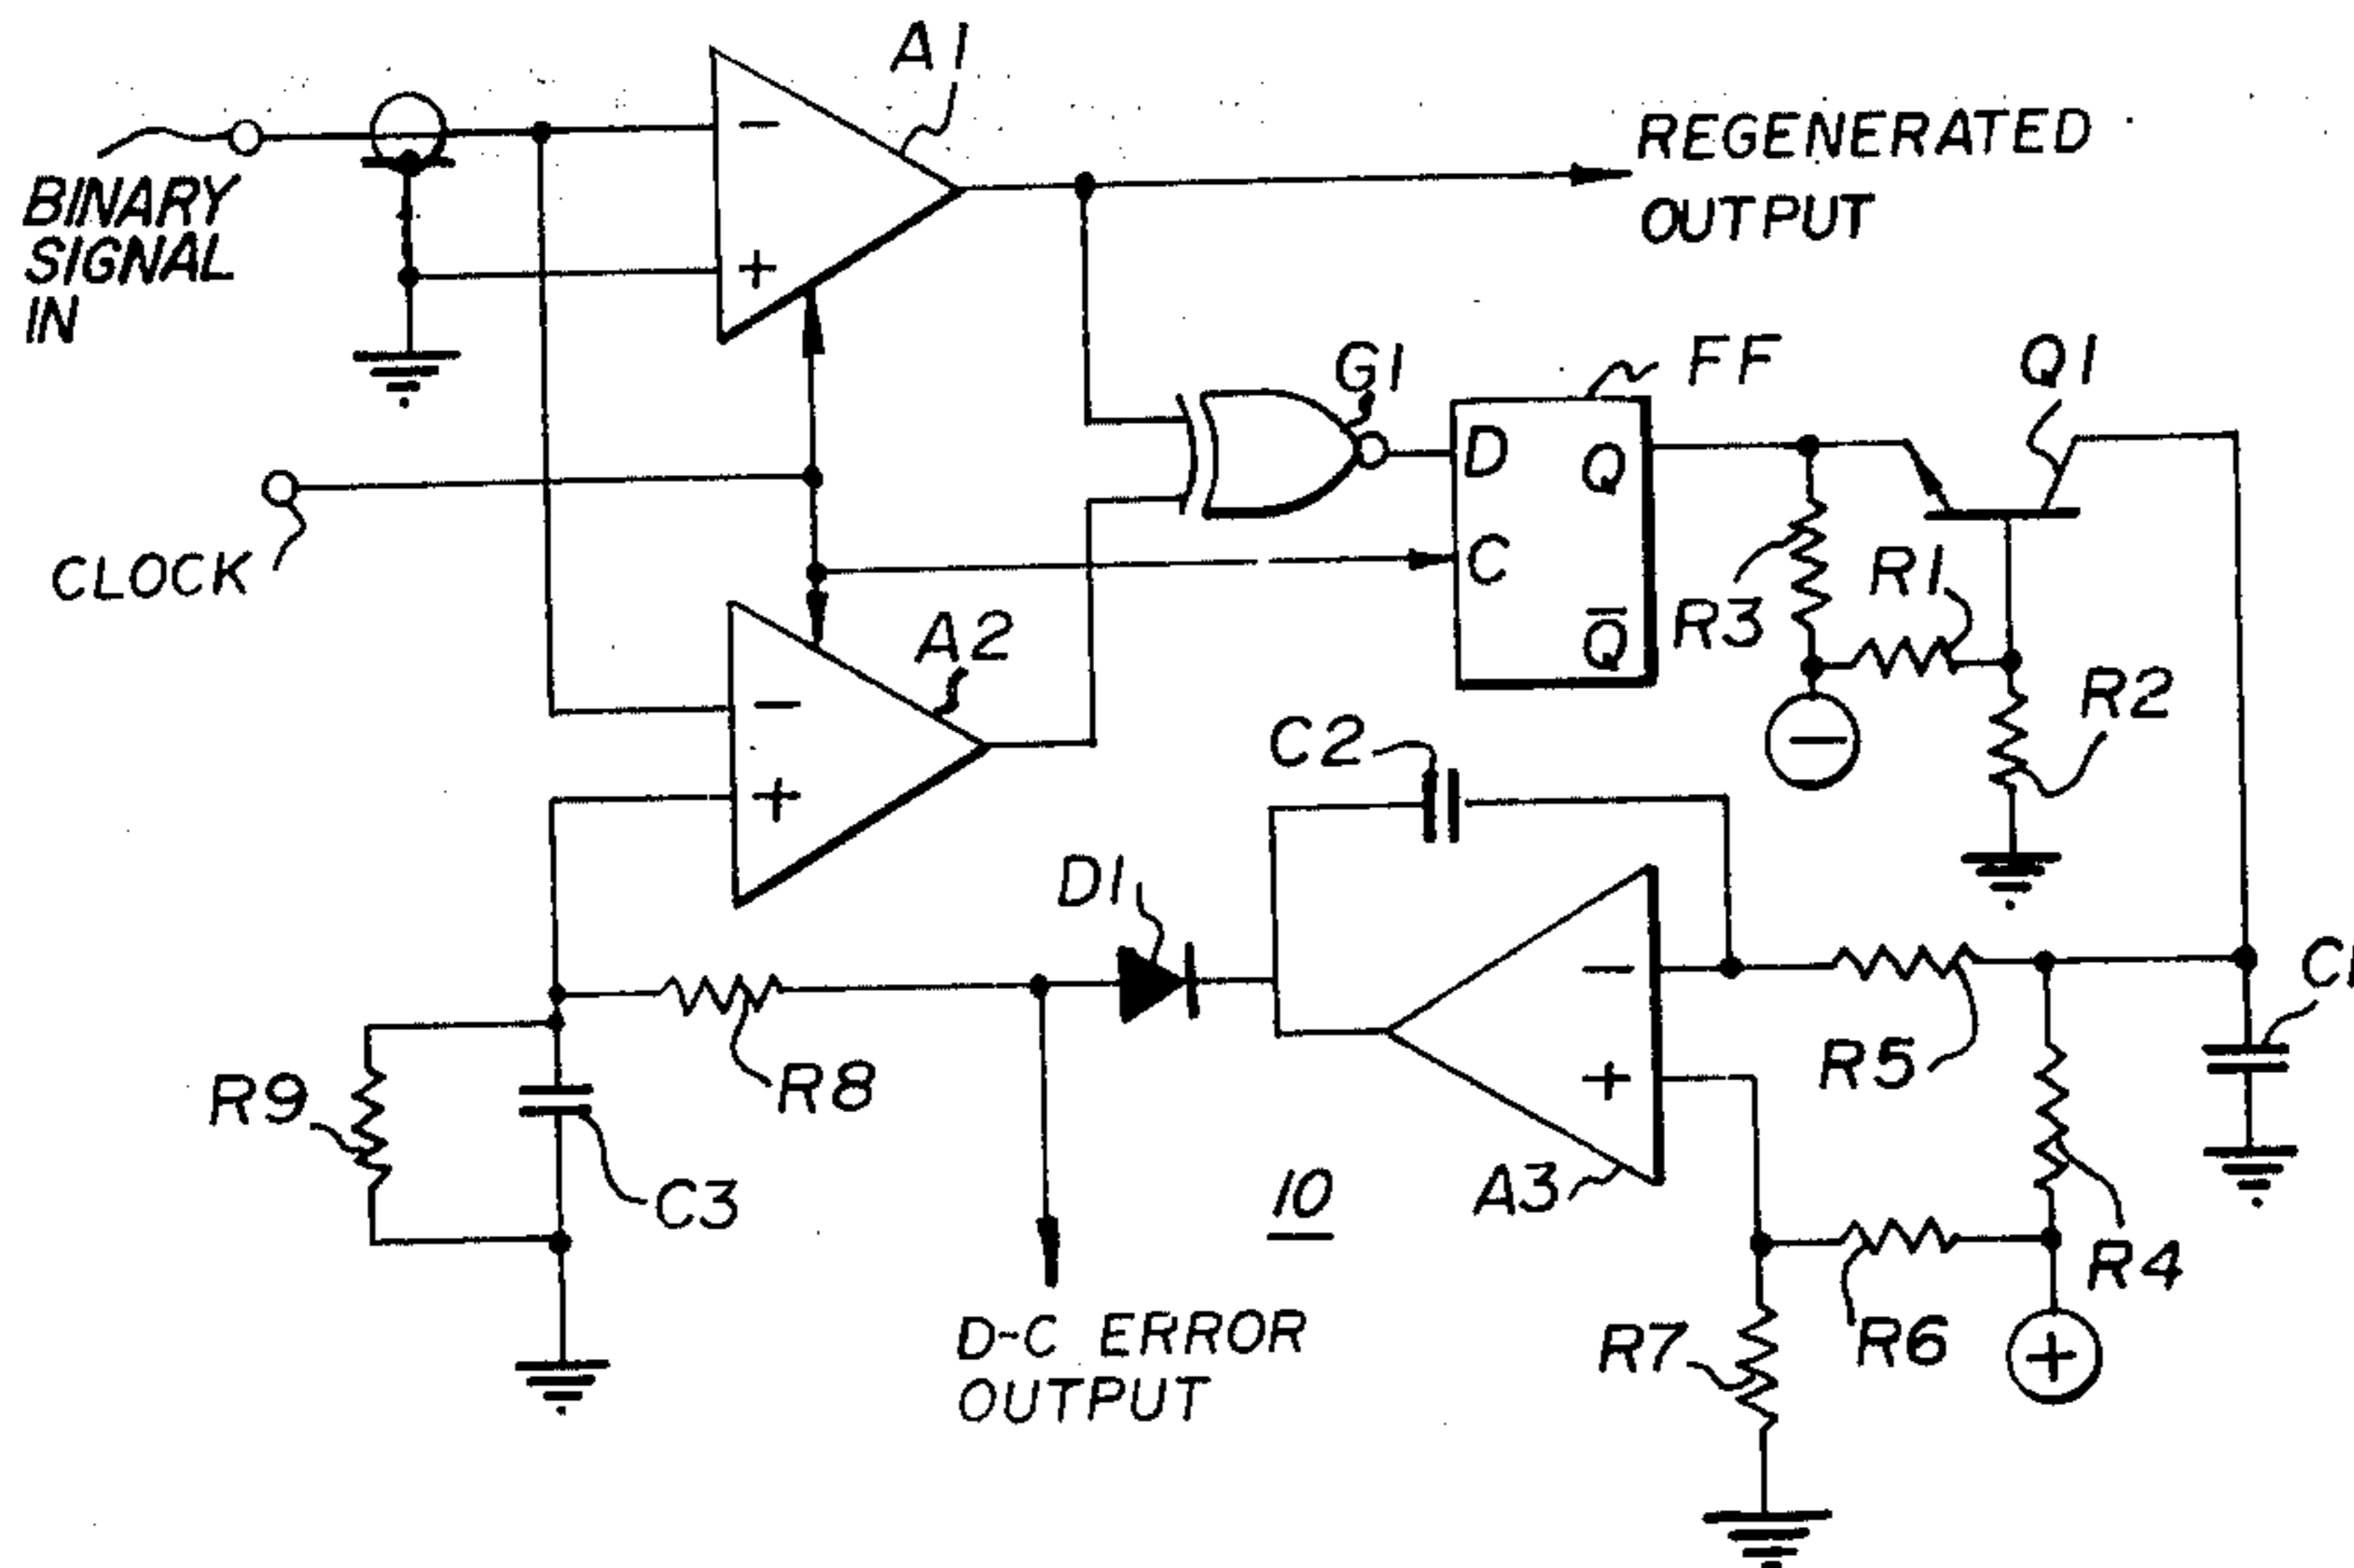 A1
REGENERATED
OUTPUT
BINARY
SIGNAL
IN
-
+
G1
FF
Q1
D
Q
C
Q̅
CLOCK
A2
R3
R1
R2
-
+
-
C2
D1
-
+
R5
C1
R8
R9
C3
10
A3
R4
R7
R6
+
D-C ERROR
OUTPUT